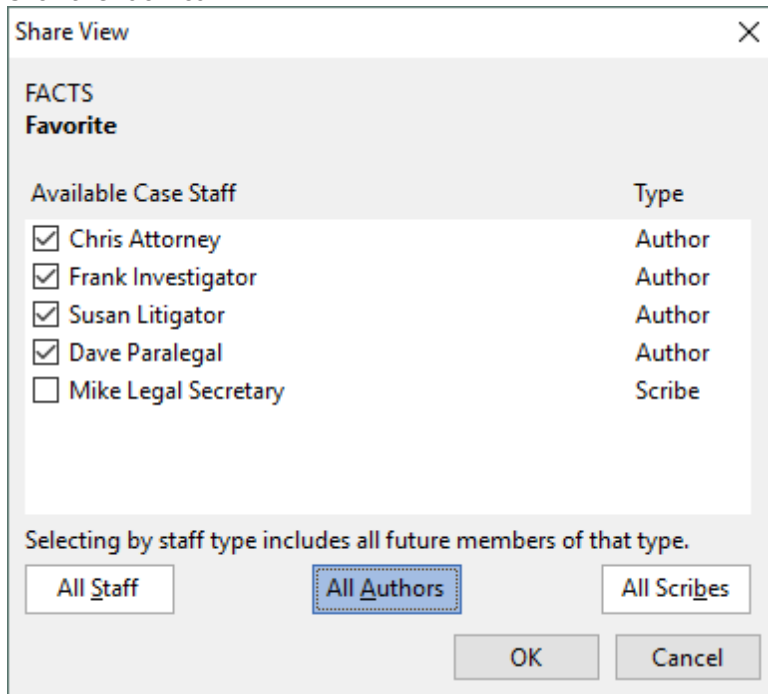 Share View
FACTS
Favorite
Available Case Staff Type
Chris Attorney Author
Frank Investigator Author
Susan Litigator Author
Dave Paralegal Author
Mike Legal Secretary Scribe
Selecting by staff type includes all future members of that type.
All Staff All Authors All Scribes
OK Cancel